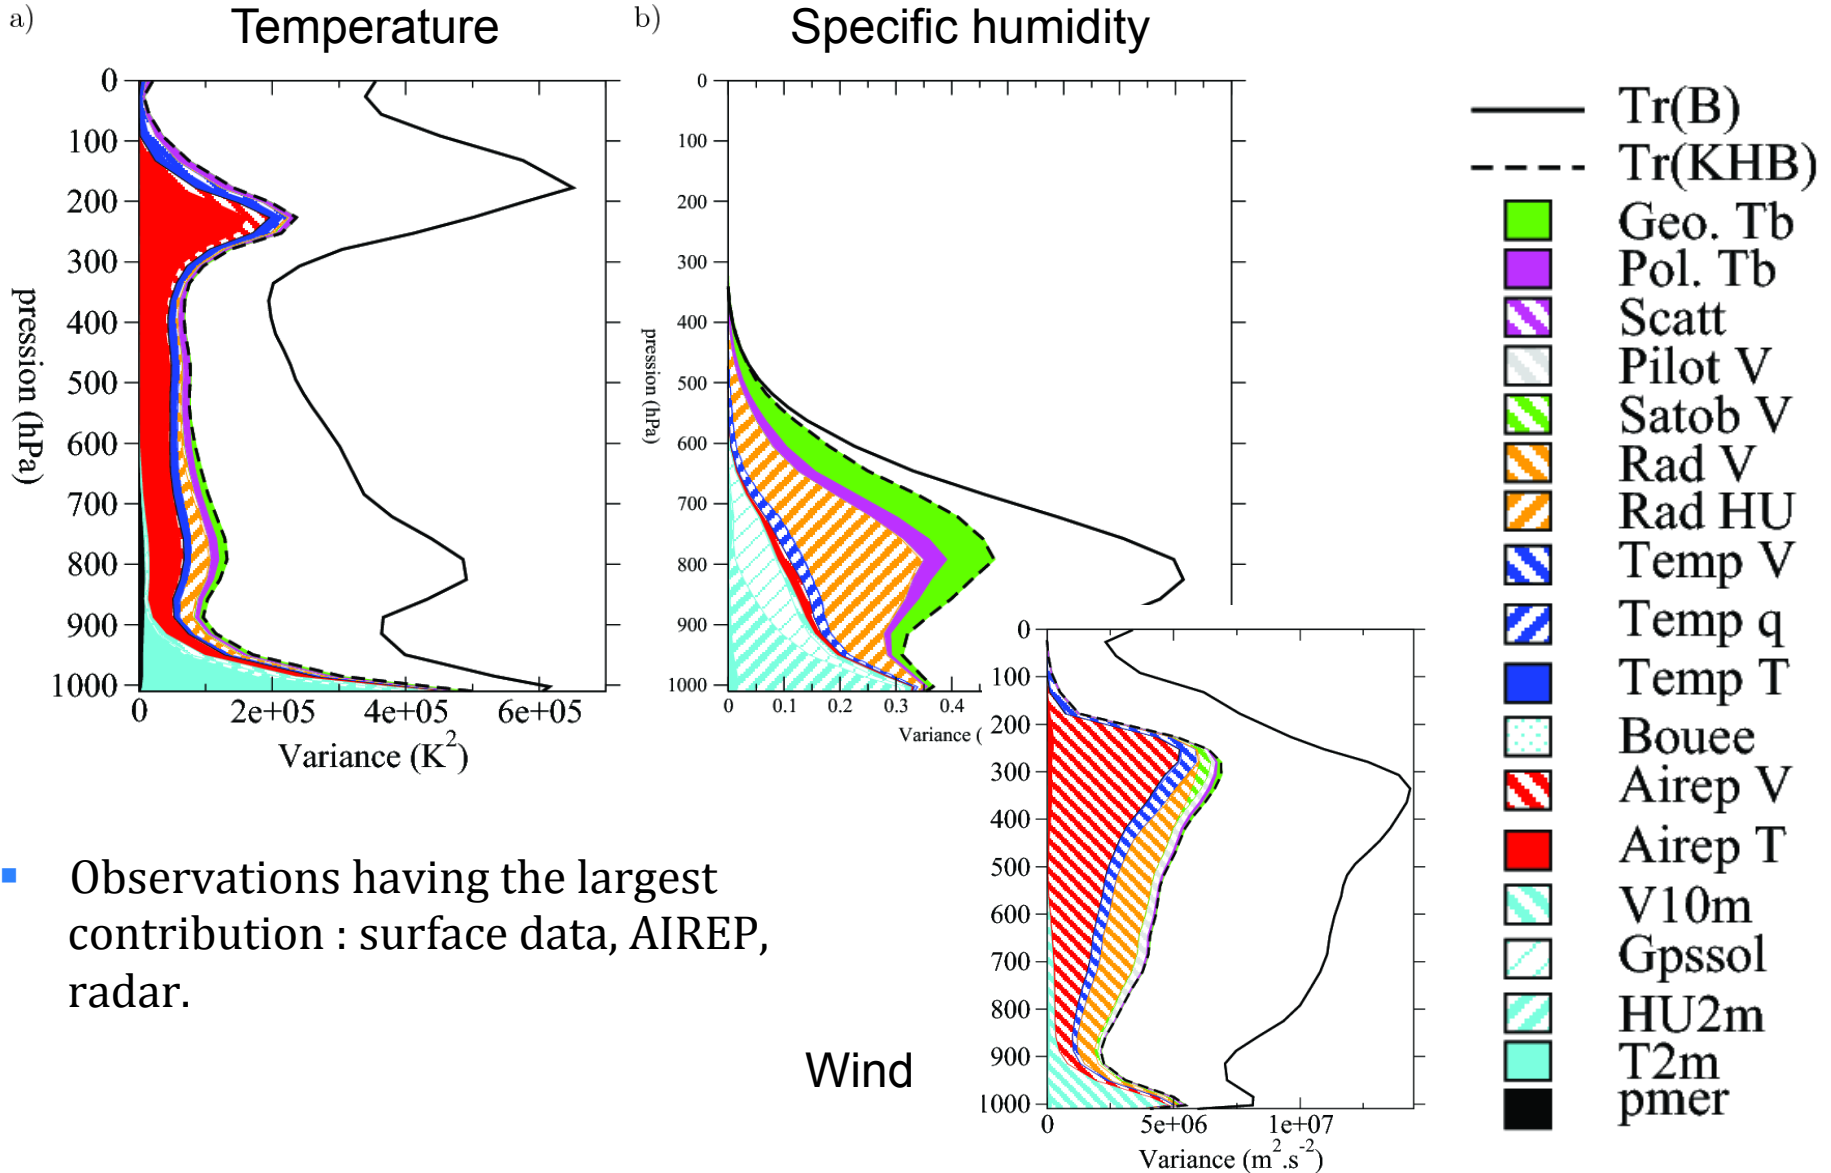 a)
Temperature
b)
Specific humidity
0
100
200
300
400
500
600
700
800
900
1000
pression (hPa)
0
2e+05
4e+05
6e+05
Variance (K²)
0
100
200
300
400
500
600
700
800
900
1000
pression (hPa)
0
0.1
0.2
0.3
0.4
Variance (
0
100
200
300
400
500
600
700
800
900
1000
0
5e+06
1e+07
Variance (m².s⁻²)
Wind
Tr(B)
Tr(KHB)
Geo. Tb
Pol. Tb
Scatt
Pilot V
Satob V
Rad V
Rad HU
Temp V
Temp q
Temp T
Bouee
Airep V
Airep T
V10m
Gpssol
HU2m
T2m
pmer
▪ Observations having the largest
contribution : surface data, AIREP,
radar.